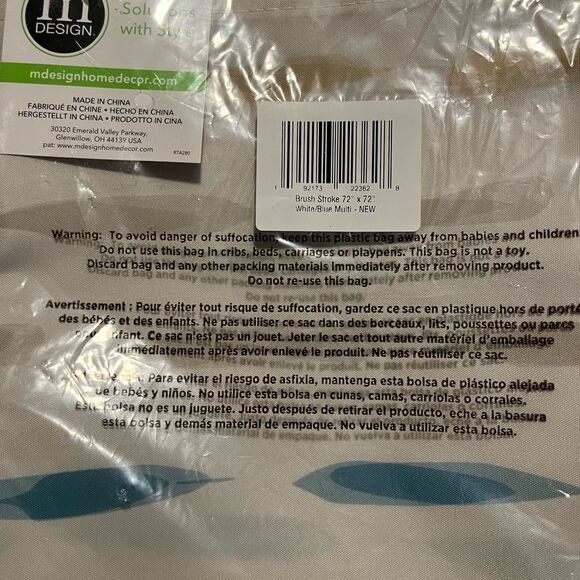 m
DESIGN.
Solutions
with Style
mdesignhomedecor.com
MADE IN CHINA
FABRIQUÉ EN CHINE • HECHO EN CHINA
HERGESTELLT IN CHINA • PRODOTTO IN CINA
30320 Emerald Valley Parkway,
Glenwillow, OH 44139 USA
pat: www.mdesignhomedecor.com
RTA280
1 92173 22362 8
Brush Stroke 72" x 72"
White/Blue Multi - NEW
Warning: To avoid danger of suffocation, keep this plastic bag away from babies and children.
Do not use this bag in cribs, beds, carriages or playpens. This bag is not a toy.
Discard bag and any other packing materials immediately after removing product.
Do not re-use this bag.
Avertissement : Pour éviter tout risque de suffocation, gardez ce sac en plastique hors de porté
des bébés et des enfants. Ne pas utiliser ce sac dans des berceaux, lits, poussettes ou parcs
enfant. Ce sac n'est pas un jouet. Jeter le sac et tout autre matériel d'emballage
immédiatement après avoir enlevé le produit. Ne pas réutiliser ce sac.
Para evitar el riesgo de asfixia, mantenga esta bolsa de plástico alejada
de bebés y niños. No utilice esta bolsa en cunas, camas, carriolas o corrales.
Esta bolsa no es un juguete. Justo después de retirar el producto, eche a la basura
esta bolsa y demás material de empaque. No vuelva a utilizar esta bolsa.